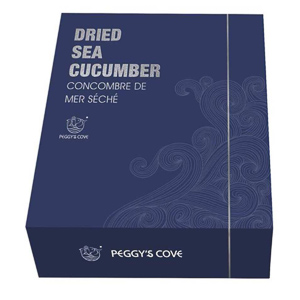 DRIED
SEA
CUCUMBER
CONCOMBRE DE
MER SÉCHÉ
PEGGY'S COVE
PEGGY'S COVE